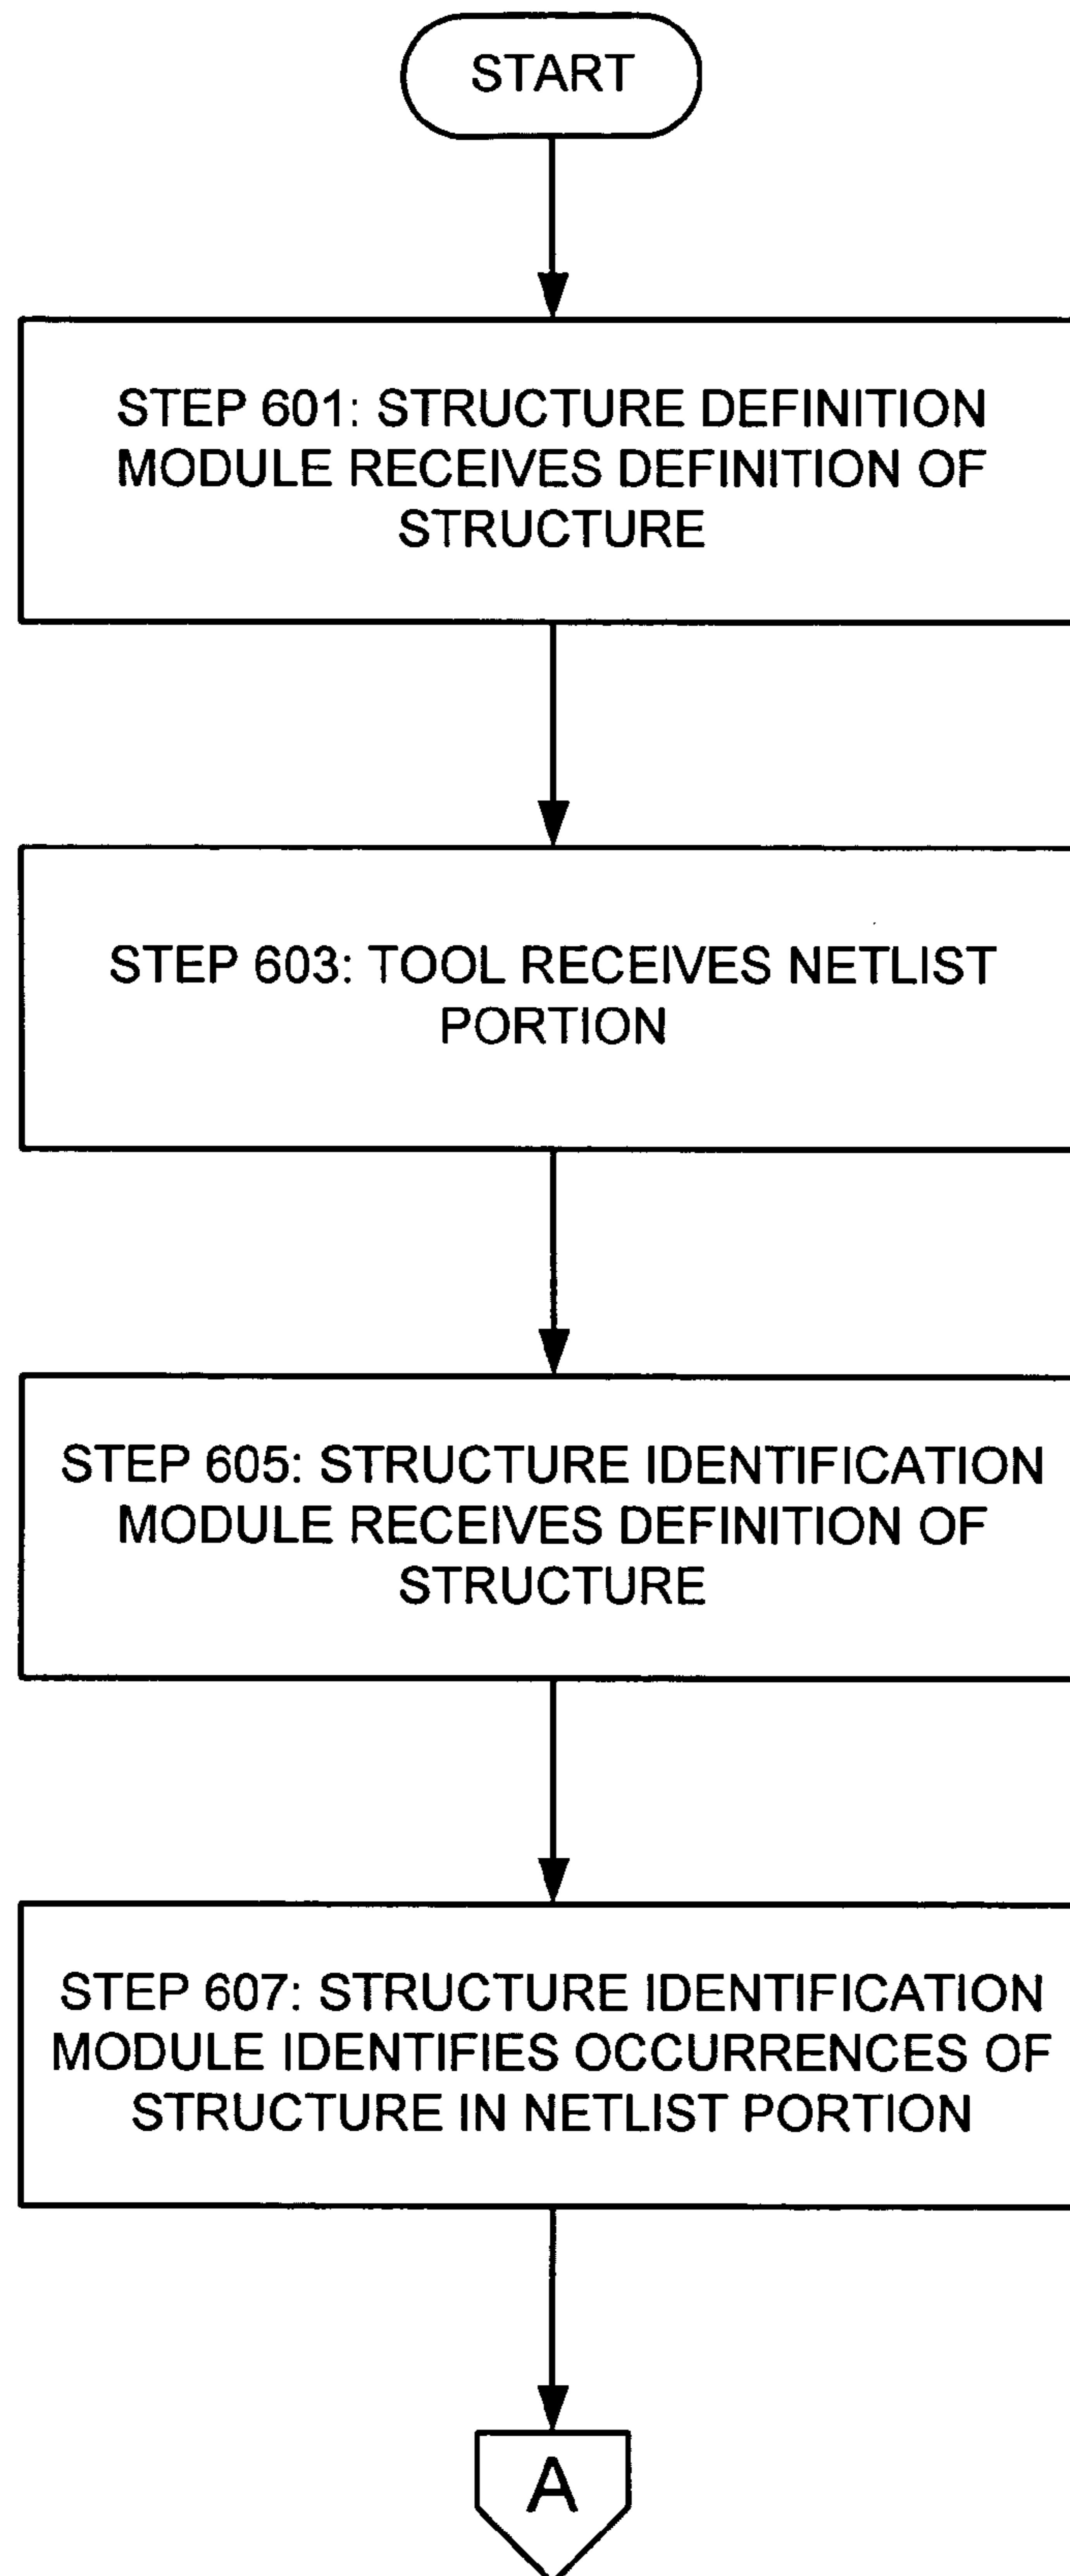 START
STEP 601: STRUCTURE DEFINITION
MODULE RECEIVES DEFINITION OF
STRUCTURE
STEP 603: TOOL RECEIVES NETLIST
PORTION
STEP 605: STRUCTURE IDENTIFICATION
MODULE RECEIVES DEFINITION OF
STRUCTURE
STEP 607: STRUCTURE IDENTIFICATION
MODULE IDENTIFIES OCCURRENCES OF
STRUCTURE IN NETLIST PORTION
A